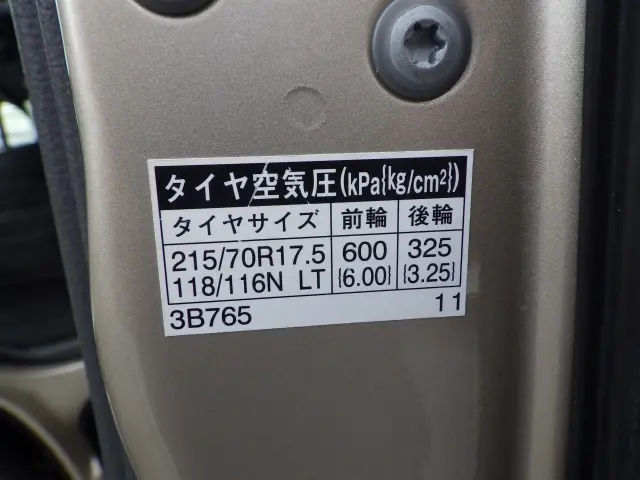 タイヤ空気圧(kPa{kg/cm²})
タイヤサイズ 前輪 後輪
215/70R17.5 600 325
118/116N LT {6.00} {3.25}
3B765 11